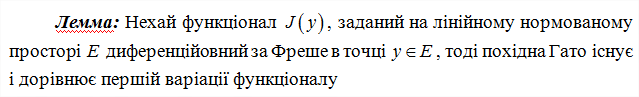 Лемма: Нехай функціонал J(y), заданий на лінійному нормованому
просторі E диференційовний за Фреше в точці y ∈ E, тоді похідна Гато існує
і дорівнює першій варіації функціоналу